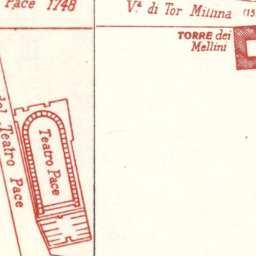 Pace 1748
Vª. di Tor Millina (15
TORRE dei
Mellini
del Teatro Pace
Teatro Pace